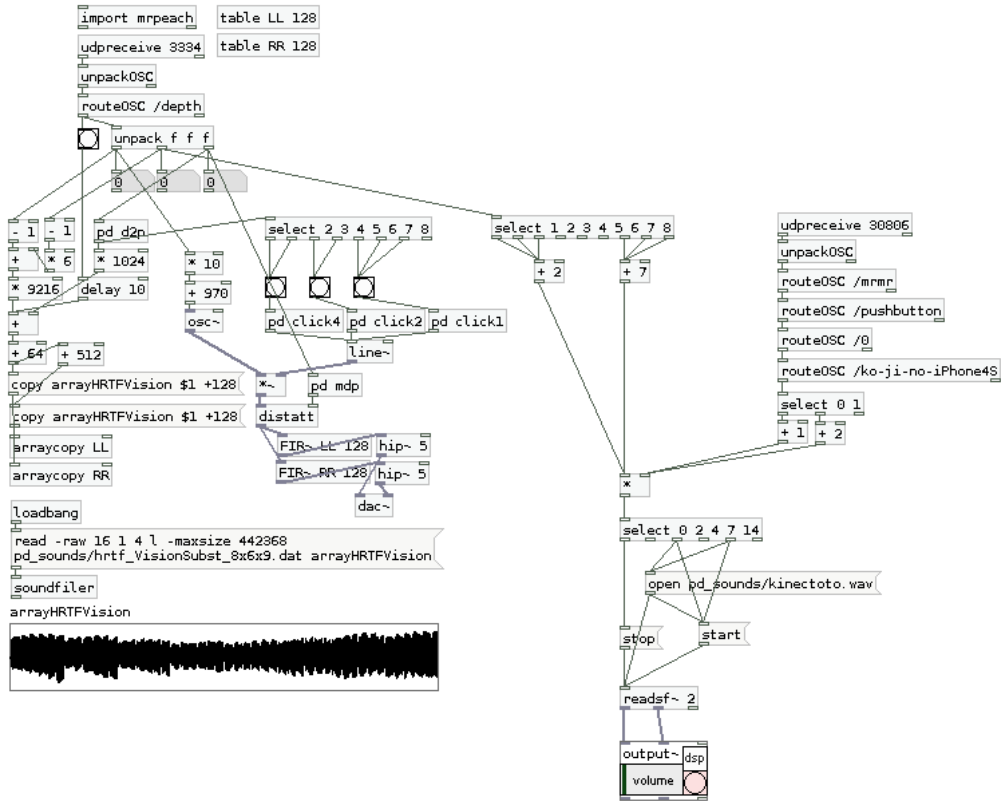 import mrpeach
table LL 128
udpreceive 3334
table RR 128
unpackOSC
routeOSC /depth
unpack f f f
0
0
0
- 1
- 1
pd d2p
select 2 3 4 5 6 7 8
select 1 2 3 4 5 6 7 8
udpreceive 30806
+
* 6
* 1024
* 10
+ 2
+ 7
unpackOSC
* 9216
delay 10
+ 970
routeOSC /mrmr
+
osc~
pd click4
pd click2
pd click1
routeOSC /pushbutton
+ 64
+ 512
line~
routeOSC /0
copy arrayHRTFVision $1 +128
*~
pd mdp
routeOSC /ko-ji-no-iPhone4S
copy arrayHRTFVision $1 +128
distatt
select 0 1
arraycopy LL
FIR~ LL 128
hip~ 5
+ 1
+ 2
arraycopy RR
FIR~ RR 128
hip~ 5
*
dac~
loadbang
select 0 2 4 7 14
read -raw 16 1 4 l -maxsize 442368
pd_sounds/hrtf_VisionSubst_8x6x9.dat arrayHRTFVision
open pd_sounds/kinectoto.wav
soundfiler
arrayHRTFVision
stop
start
readsf~ 2
output~
dsp
volume